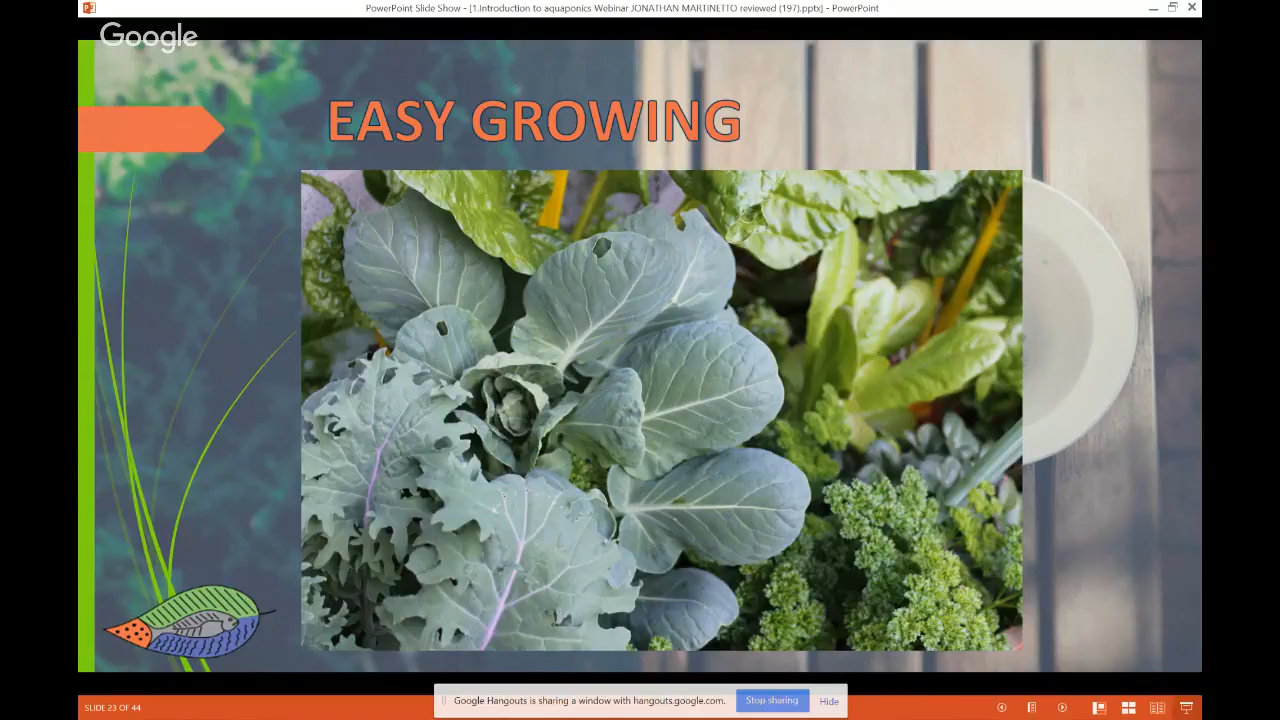 PowerPoint Slide Show - [1.Introduction to aquaponics Webinar JONATHAN MARTINETTO reviewed (197).pptx] - PowerPoint
Google
EASY GROWING
Google Hangouts is sharing a window with hangouts.google.com.
Stop sharing
Hide
SLIDE 23 OF 44